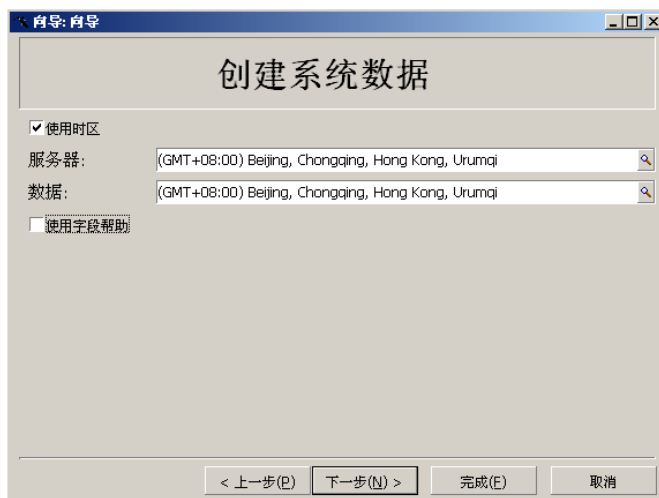 向导: 向导
创建系统数据
使用时区
服务器: (GMT+08:00) Beijing, Chongqing, Hong Kong, Urumqi
数据: (GMT+08:00) Beijing, Chongqing, Hong Kong, Urumqi
使用字段帮助
< 上一步(P) 下一步(N) > 完成(F) 取消